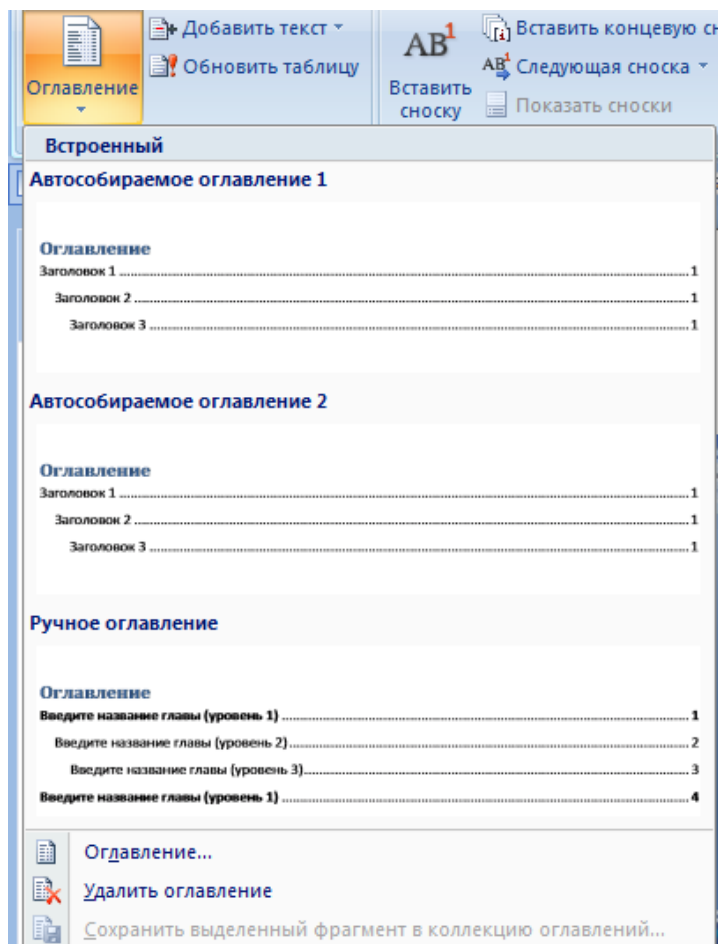 Добавить текст
Обновить таблицу
Оглавление
AB1
Вставить сноску
Вставить концевую сн
AB1 Следующая сноска
Показать сноски
Встроенный
Автособираемое оглавление 1
Оглавление
Заголовок 1 ........ 1
Заголовок 2 ........ 1
Заголовок 3 ........ 1
Автособираемое оглавление 2
Оглавление
Заголовок 1 ........ 1
Заголовок 2 ........ 1
Заголовок 3 ........ 1
Ручное оглавление
Оглавление
Введите название главы (уровень 1) ........ 1
Введите название главы (уровень 2) ........ 2
Введите название главы (уровень 3) ........ 3
Введите название главы (уровень 1) ........ 4
Оглавление...
Удалить оглавление
Сохранить выделенный фрагмент в коллекцию оглавлений...